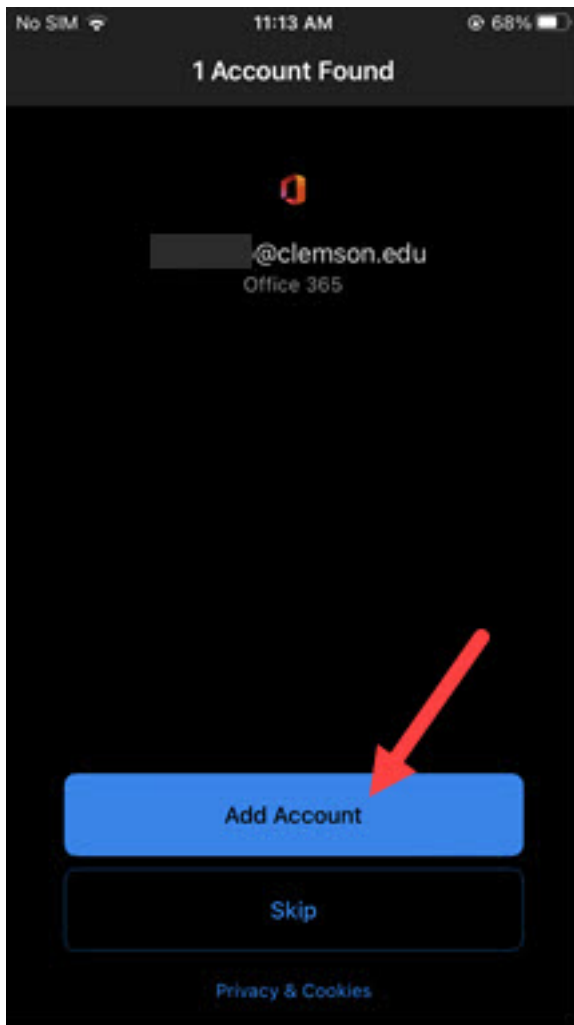 No SIM 11:13 AM 68%
1 Account Found
@clemson.edu
Office 365
Add Account
Skip
Privacy & Cookies